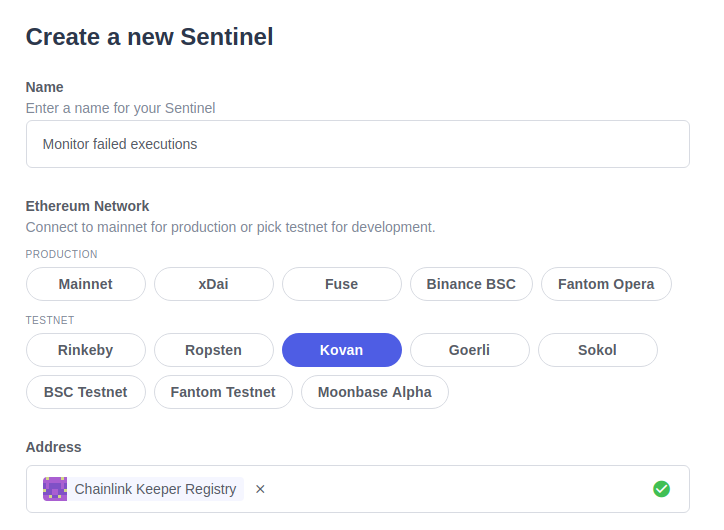 Create a new Sentinel
Name
Enter a name for your Sentinel
Monitor failed executions
Ethereum Network
Connect to mainnet for production or pick testnet for development.
PRODUCTION
Mainnet xDai Fuse Binance BSC Fantom Opera
TESTNET
Rinkeby Ropsten Kovan Goerli Sokol
BSC Testnet Fantom Testnet Moonbase Alpha
Address
Chainlink Keeper Registry ×